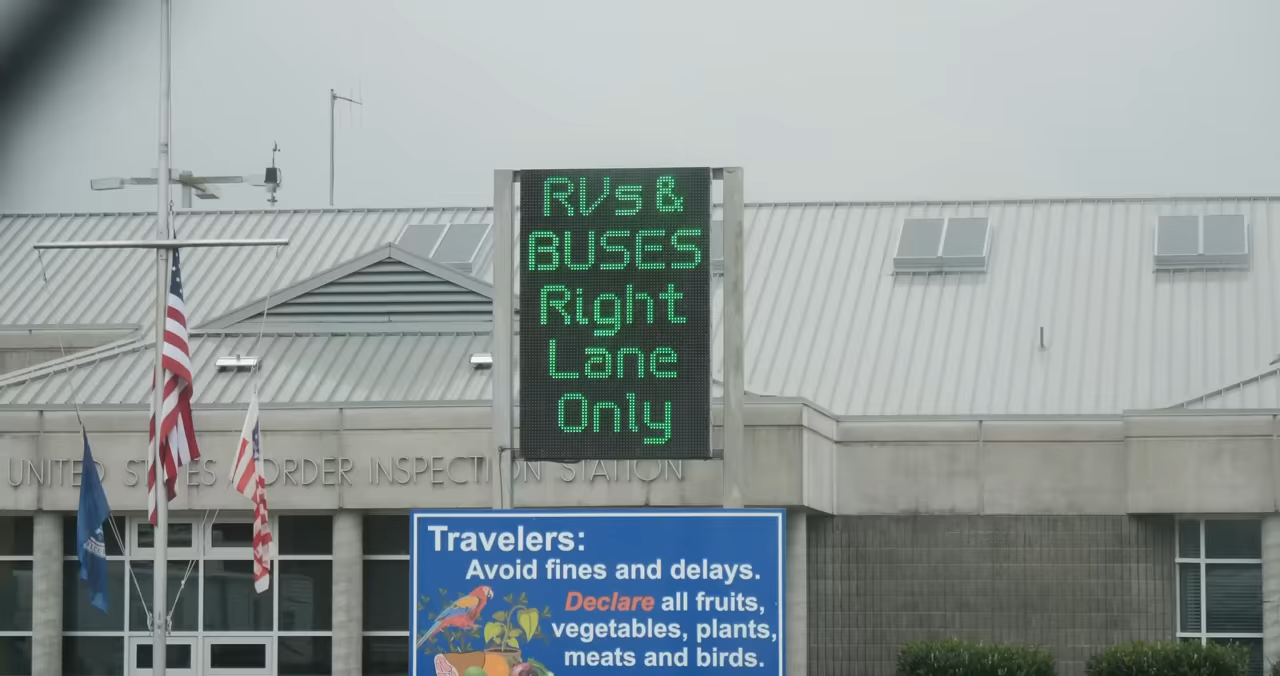 RVs &
BUSES
Right
Lane
Only
UNITED STATES BORDER INSPECTION STATION
Travelers:
Avoid fines and delays.
Declare all fruits,
vegetables, plants,
meats and birds.